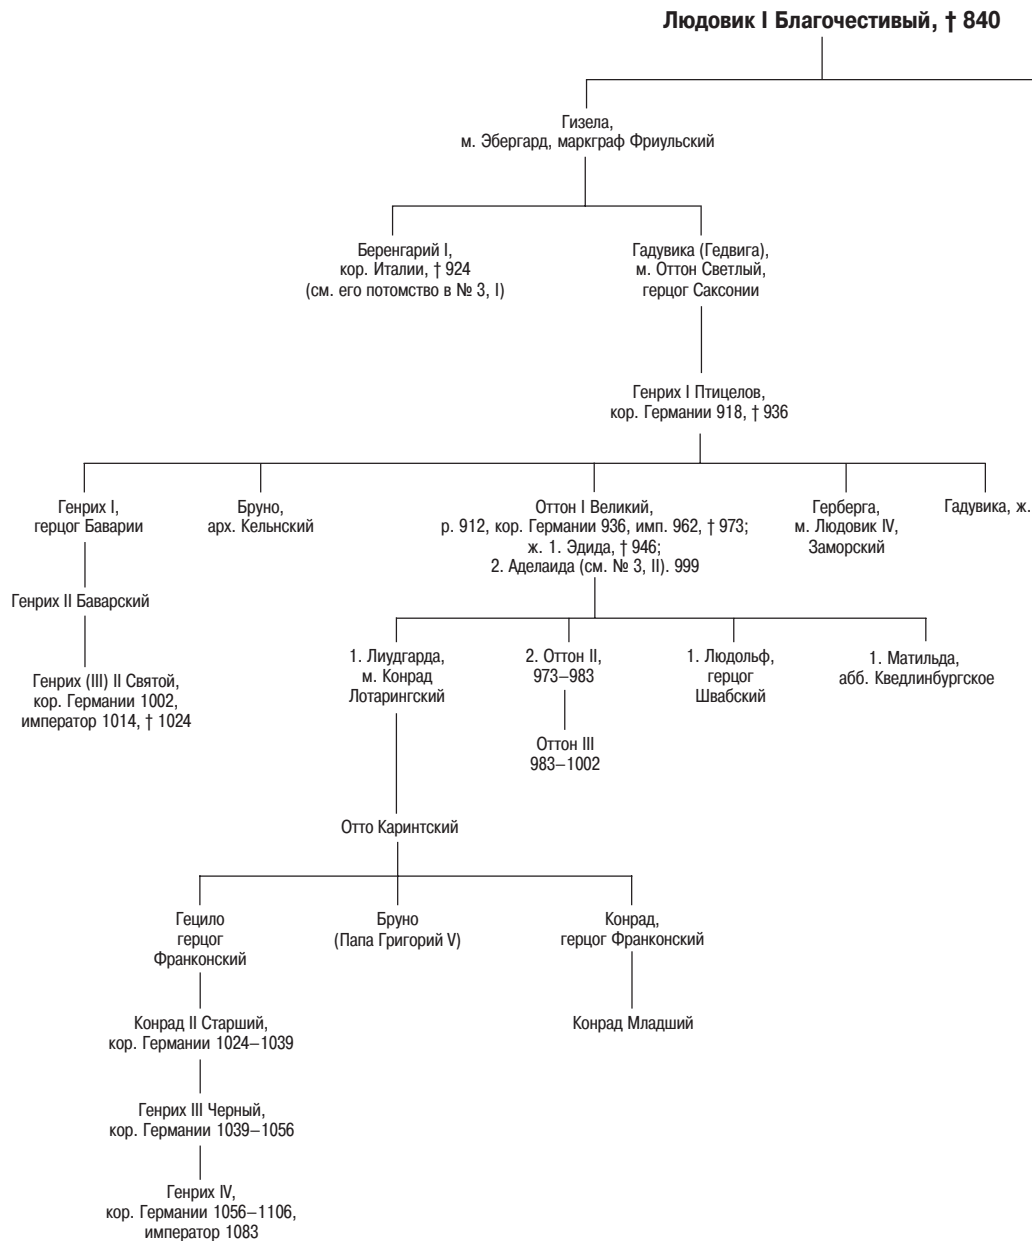 Людовик I Благочестивый, † 840
Гизела,
м. Эбергард, маркграф Фриульский
Беренгарий I,
кор. Италии, † 924
(см. его потомство в № 3, I)
Гадувика (Гедвига),
м. Оттон Светлый,
герцог Саксонии
Генрих I Птицелов,
кор. Германии 918, † 936
Генрих I,
герцог Баварии
Бруно,
арх. Кельнский
Оттон I Великий,
р. 912, кор. Германии 936, имп. 962, † 973;
ж. 1. Эдида, † 946;
2. Аделаида (см. № 3, II). 999
Герберга,
м. Людовик IV,
Заморский
Гадувика, ж.
Генрих II Баварский
Генрих (III) II Святой,
кор. Германии 1002,
император 1014, † 1024
1. Лиудгарда,
м. Конрад
Лотарингский
2. Оттон II,
973–983
1. Людольф,
герцог
Швабский
1. Матильда,
абб. Кведлинбургское
Оттон III
983–1002
Отто Каринтский
Гецило
герцог
Франконский
Бруно
(Папа Григорий V)
Конрад,
герцог Франконский
Конрад II Старший,
кор. Германии 1024–1039
Конрад Младший
Генрих III Черный,
кор. Германии 1039–1056
Генрих IV,
кор. Германии 1056–1106,
император 1083